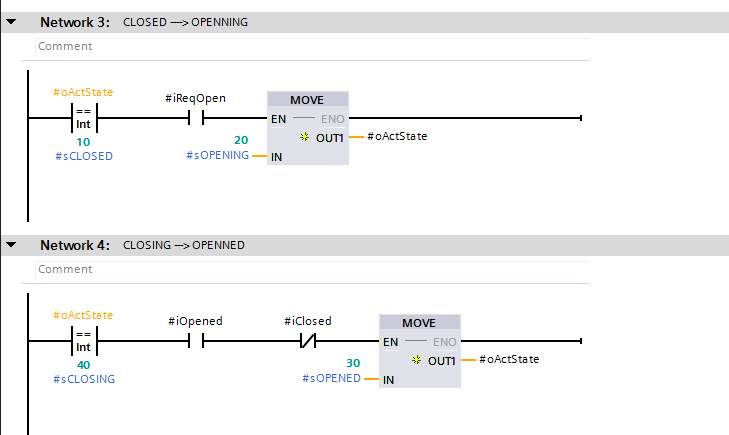 Network 3: CLOSED ---> OPENNING
Comment
#oActState
==
Int
10
#sCLOSED
#iReqOpen
MOVE
EN ENO
OUT1 #oActState
20
#sOPENING IN
Network 4: CLOSING ---> OPENNED
Comment
#oActState
==
Int
40
#sCLOSING
#iOpened
#iClosed
MOVE
EN ENO
OUT1 #oActState
30
#sOPENED IN